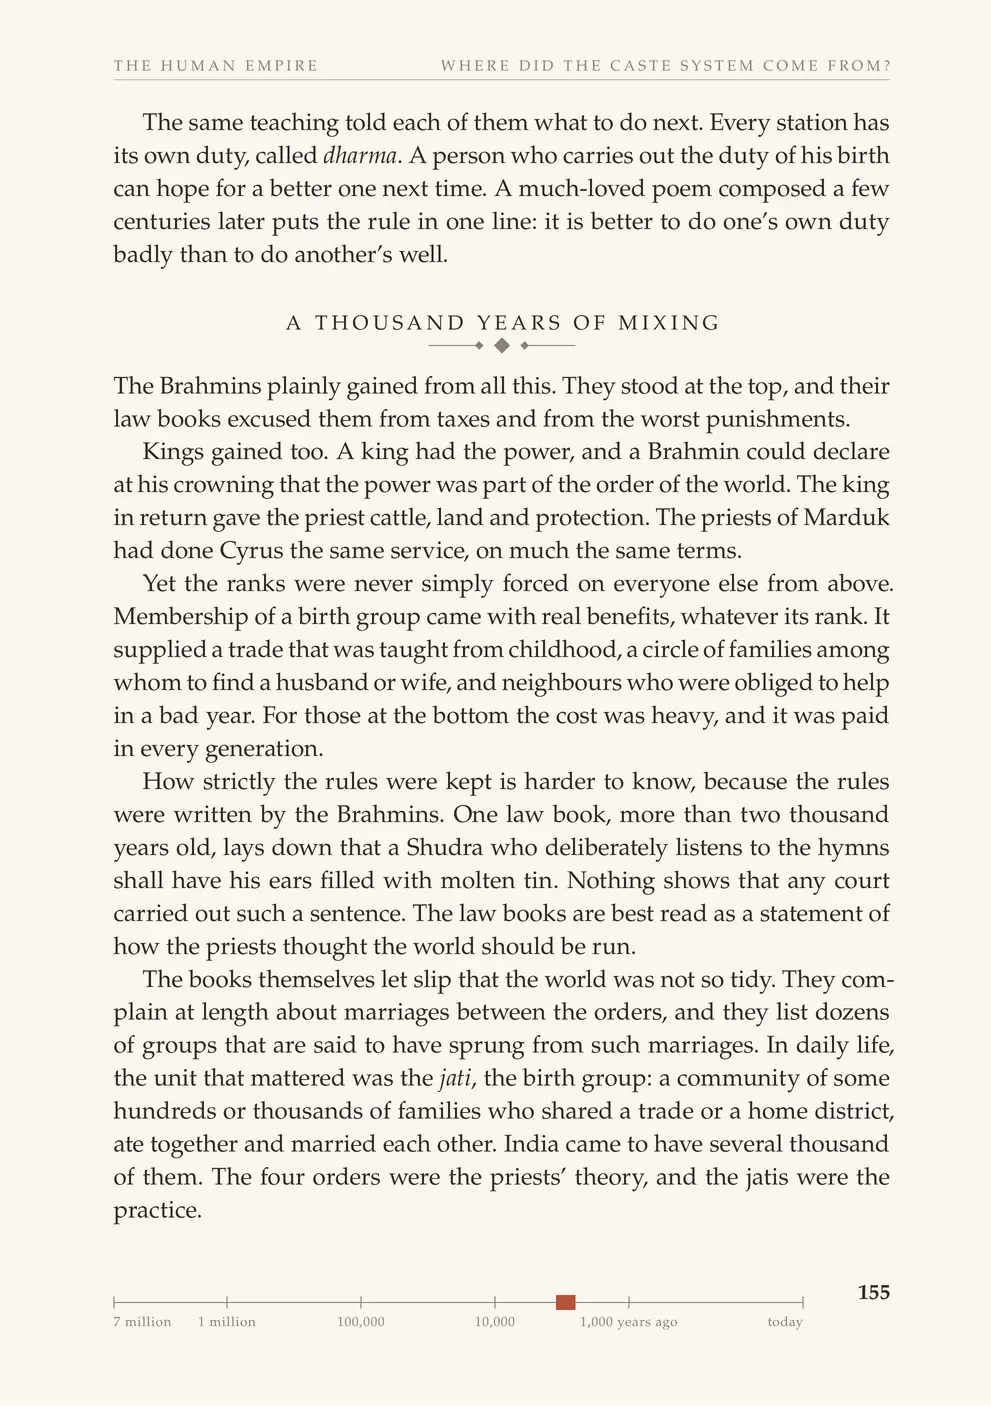 THE HUMAN EMPIRE
WHERE DID THE CASTE SYSTEM COME FROM?
The same teaching told each of them what to do next. Every station has
its own duty, called dharma. A person who carries out the duty of his birth
can hope for a better one next time. A much-loved poem composed a few
centuries later puts the rule in one line: it is better to do one’s own duty
badly than to do another’s well.
A THOUSAND YEARS OF MIXING
The Brahmins plainly gained from all this. They stood at the top, and their
law books excused them from taxes and from the worst punishments.
Kings gained too. A king had the power, and a Brahmin could declare
at his crowning that the power was part of the order of the world. The king
in return gave the priest cattle, land and protection. The priests of Marduk
had done Cyrus the same service, on much the same terms.
Yet the ranks were never simply forced on everyone else from above.
Membership of a birth group came with real benefits, whatever its rank. It
supplied a trade that was taught from childhood, a circle of families among
whom to find a husband or wife, and neighbours who were obliged to help
in a bad year. For those at the bottom the cost was heavy, and it was paid
in every generation.
How strictly the rules were kept is harder to know, because the rules
were written by the Brahmins. One law book, more than two thousand
years old, lays down that a Shudra who deliberately listens to the hymns
shall have his ears filled with molten tin. Nothing shows that any court
carried out such a sentence. The law books are best read as a statement of
how the priests thought the world should be run.
The books themselves let slip that the world was not so tidy. They com-
plain at length about marriages between the orders, and they list dozens
of groups that are said to have sprung from such marriages. In daily life,
the unit that mattered was the jati, the birth group: a community of some
hundreds or thousands of families who shared a trade or a home district,
ate together and married each other. India came to have several thousand
of them. The four orders were the priests’ theory, and the jatis were the
practice.
155
7 million 1 million 100,000 10,000 1,000 years ago today